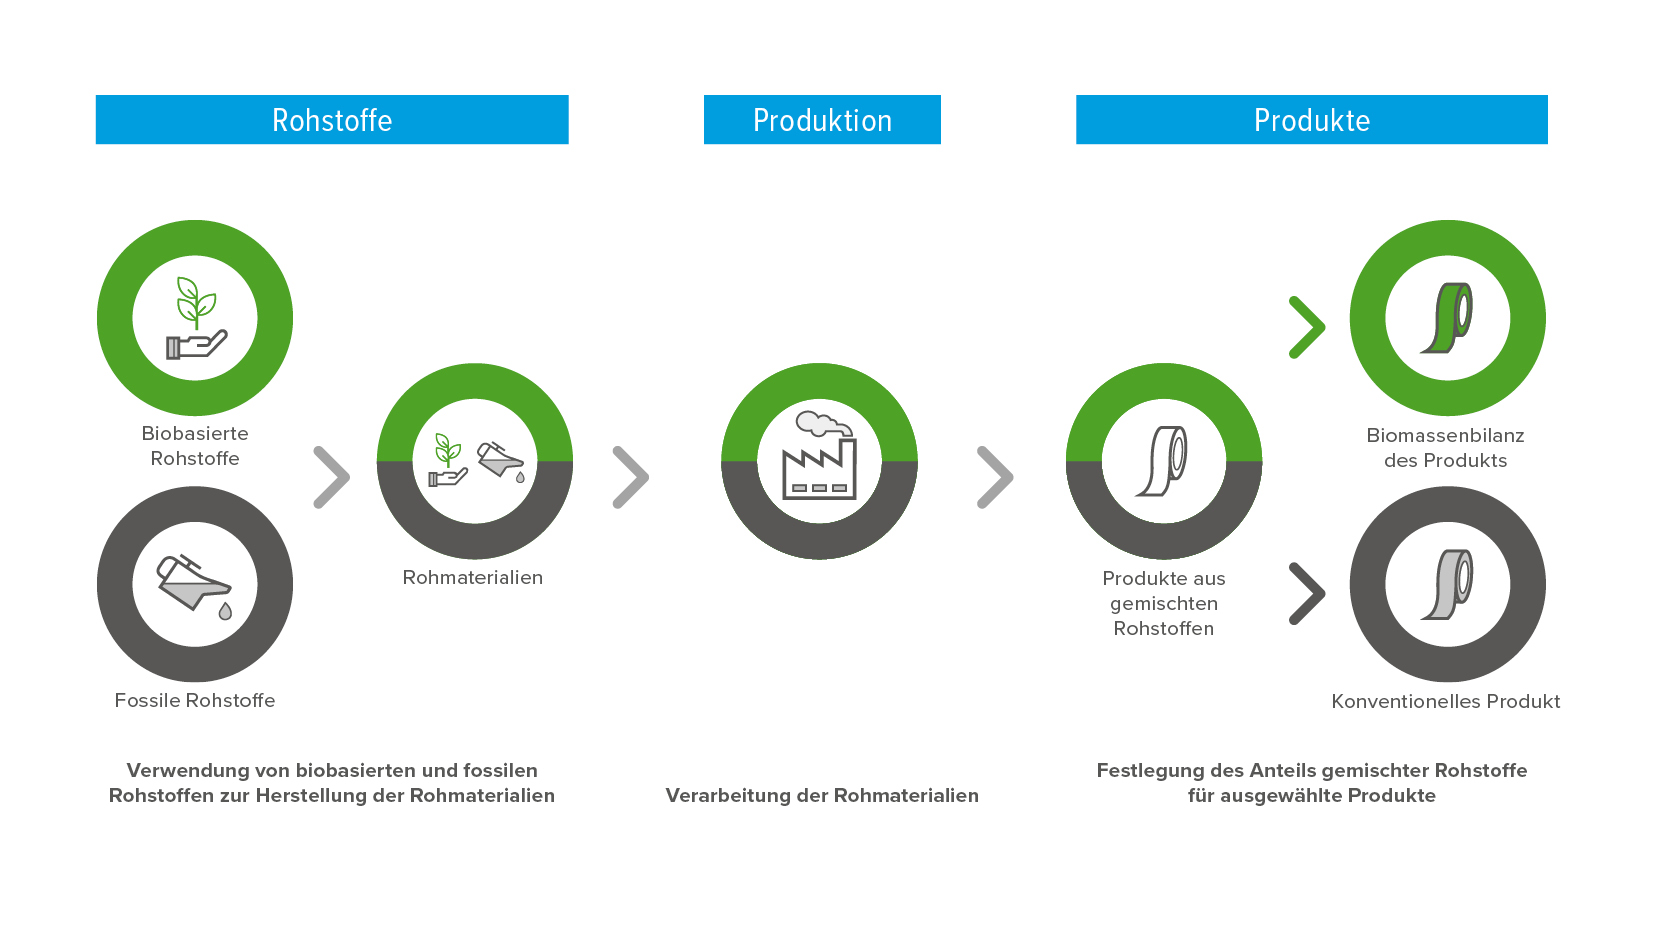 Rohstoffe
Produktion
Produkte
Biobasierte
Rohstoffe
Fossile Rohstoffe
Rohmaterialien
Produkte aus
gemischten
Rohstoffen
Biomassenbilanz
des Produkts
Konventionelles Produkt
Verwendung von biobasierten und fossilen
Rohstoffen zur Herstellung der Rohmaterialien
Verarbeitung der Rohmaterialien
Festlegung des Anteils gemischter Rohstoffe
für ausgewählte Produkte